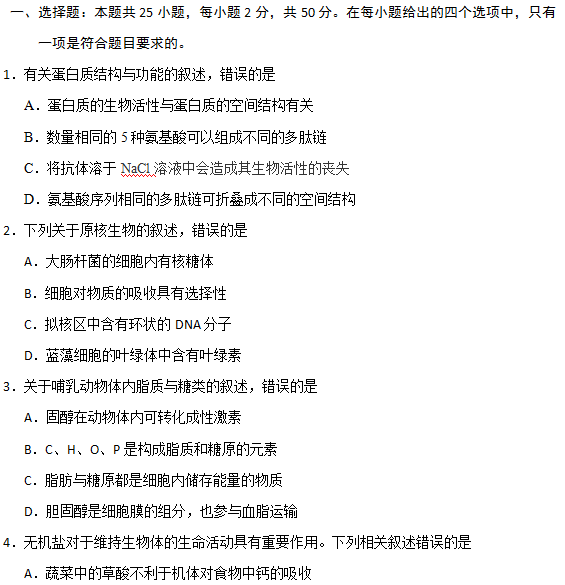 一、选择题：本题共 25 小题，每小题 2 分，共 50 分。在每小题给出的四个选项中，只有
一项是符合题目要求的。
1．有关蛋白质结构与功能的叙述，错误的是
A．蛋白质的生物活性与蛋白质的空间结构有关
B．数量相同的 5 种氨基酸可以组成不同的多肽链
C．将抗体溶于 NaCl 溶液中会造成其生物活性的丧失
D．氨基酸序列相同的多肽链可折叠成不同的空间结构
2．下列关于原核生物的叙述，错误的是
A．大肠杆菌的细胞内有核糖体
B．细胞对物质的吸收具有选择性
C．拟核区中含有环状的 DNA 分子
D．蓝藻细胞的叶绿体中含有叶绿素
3．关于哺乳动物体内脂质与糖类的叙述，错误的是
A．固醇在动物体内可转化成性激素
B．C、H、O、P 是构成脂质和糖原的元素
C．脂肪与糖原都是细胞内储存能量的物质
D．胆固醇是细胞膜的组分，也参与血脂运输
4．无机盐对于维持生物体的生命活动具有重要作用。下列相关叙述错误的是
A．蔬菜中的草酸不利于机体对食物中钙的吸收